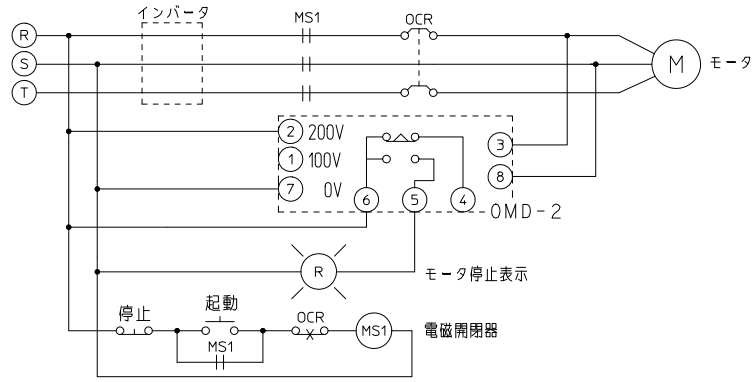 インバータ
MS1
OCR
R
S
T
M
モータ
2 200V
1 100V
7 0V
3
8
6
5
4
OMD-2
R
モータ停止表示
停止
起動
MS1
OCR
MS1
電磁開閉器